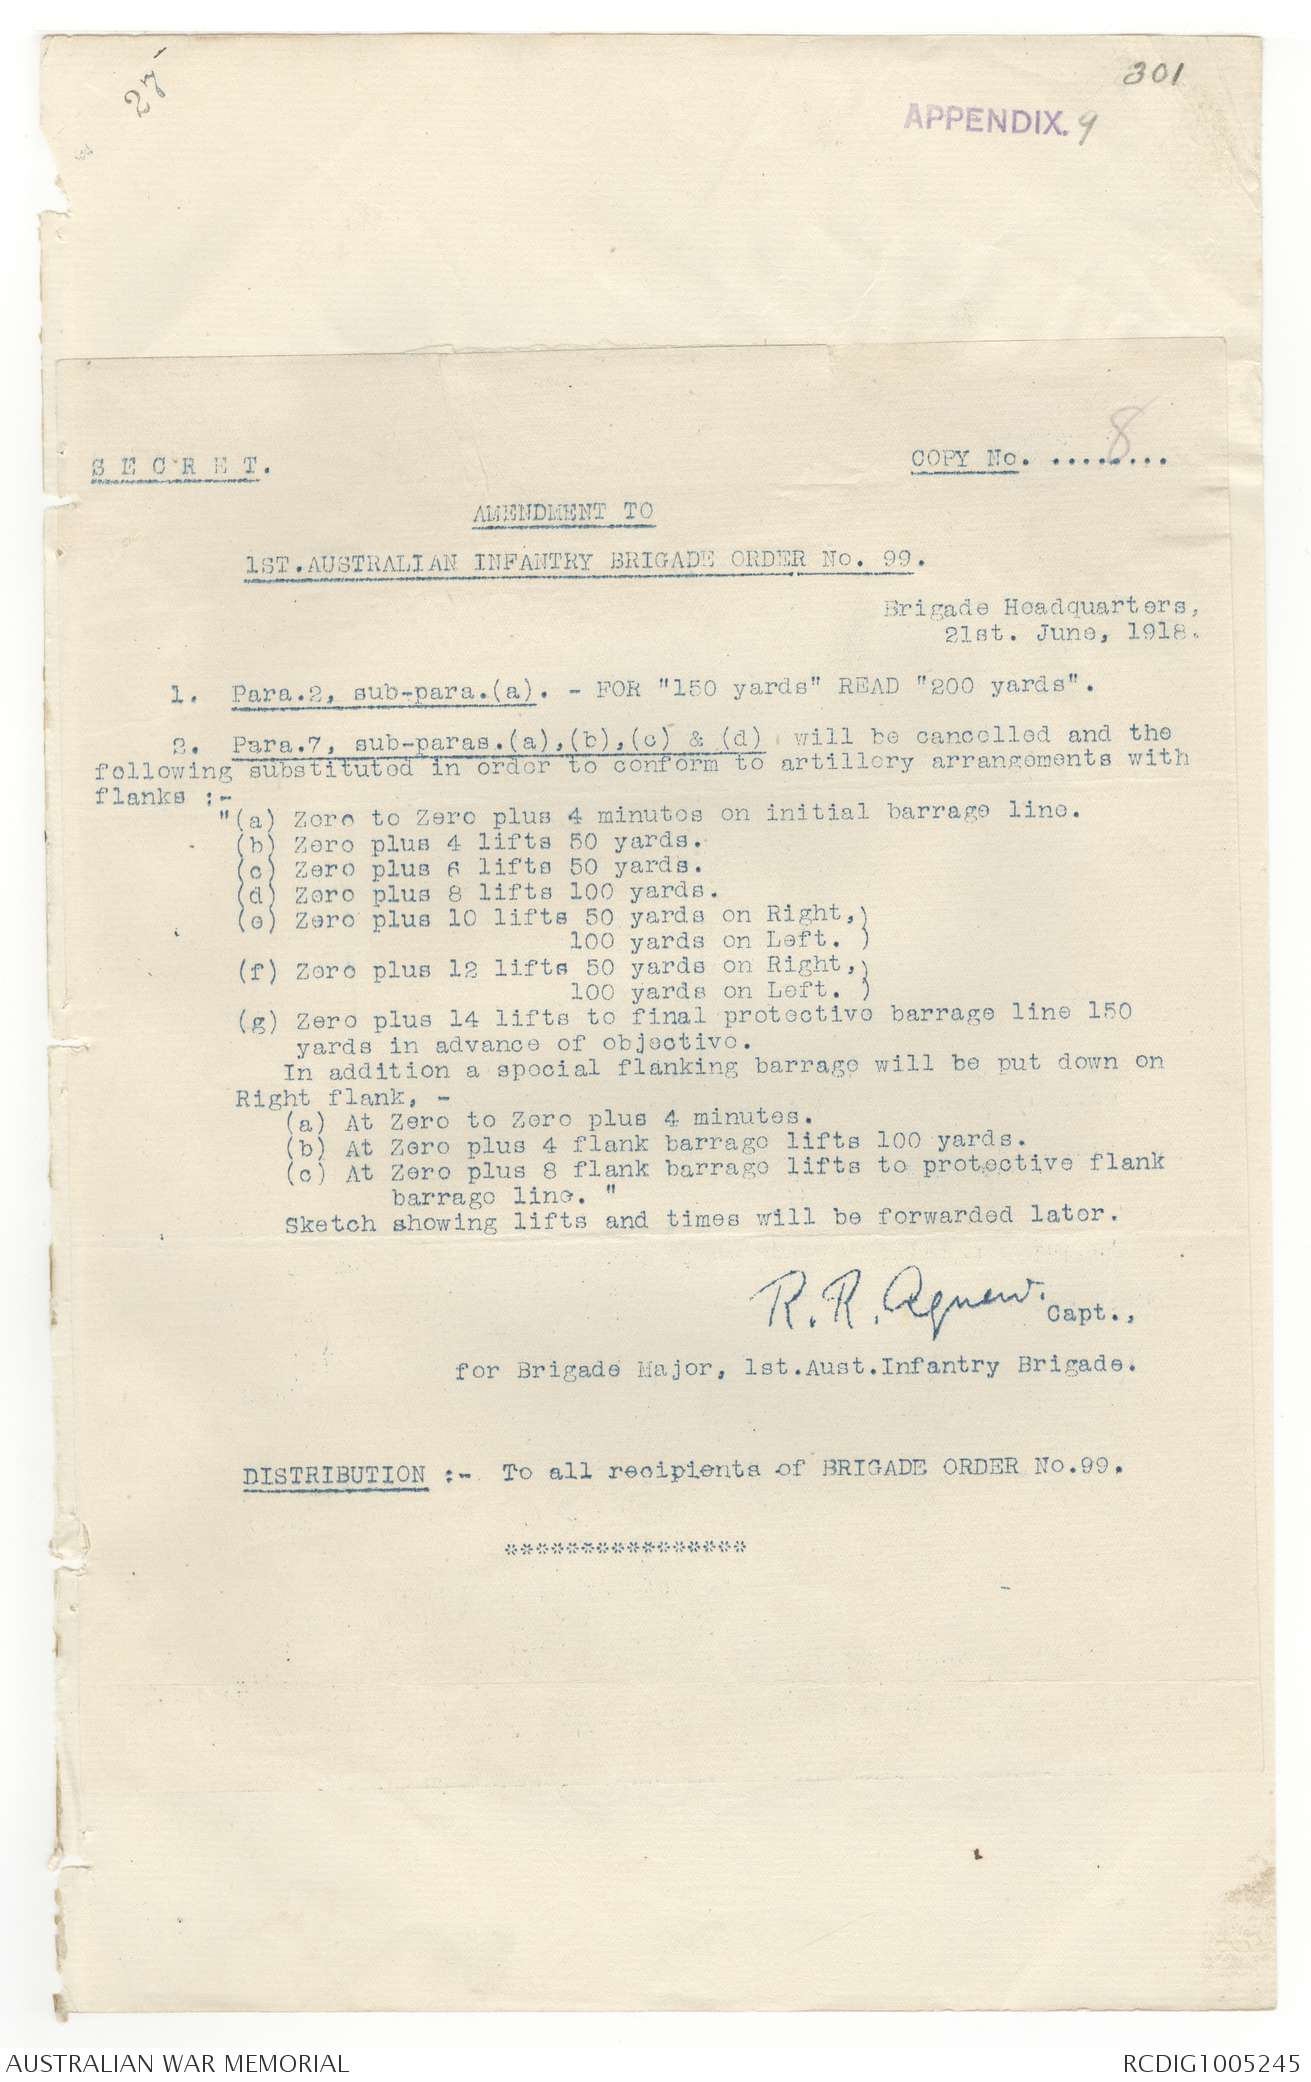 27
301
APPENDIX. 9
S E C R E T.
COPY No. ........8
AMENDMENT TO
1ST.AUSTRALIAN INFANTRY BRIGADE ORDER No. 99.
Brigade Headquarters,
21st. June, 1918.
1. Para.2, sub-para.(a). - FOR "150 yards" READ "200 yards".
2. Para.7, sub-paras.(a),(b),(c) & (d) will be cancelled and the
following substituted in order to conform to artillery arrangements with
flanks :-
"(a) Zero to Zero plus 4 minutes on initial barrage line.
(b) Zero plus 4 lifts 50 yards.
(c) Zero plus 6 lifts 50 yards.
(d) Zero plus 8 lifts 100 yards.
(e) Zero plus 10 lifts 50 yards on Right,)
100 yards on Left. )
(f) Zero plus 12 lifts 50 yards on Right,)
100 yards on Left. )
(g) Zero plus 14 lifts to final protective barrage line 150
yards in advance of objective.
In addition a special flanking barrage will be put down on
Right flank, -
(a) At Zero to Zero plus 4 minutes.
(b) At Zero plus 4 flank barrage lifts 100 yards.
(c) At Zero plus 8 flank barrage lifts to protective flank
barrage line. "
Sketch showing lifts and times will be forwarded later.
R. R. Agnew. Capt.,
for Brigade Major, 1st.Aust.Infantry Brigade.
DISTRIBUTION :- To all recipients of BRIGADE ORDER No.99.
****************
AUSTRALIAN WAR MEMORIAL
RCDIG1005245